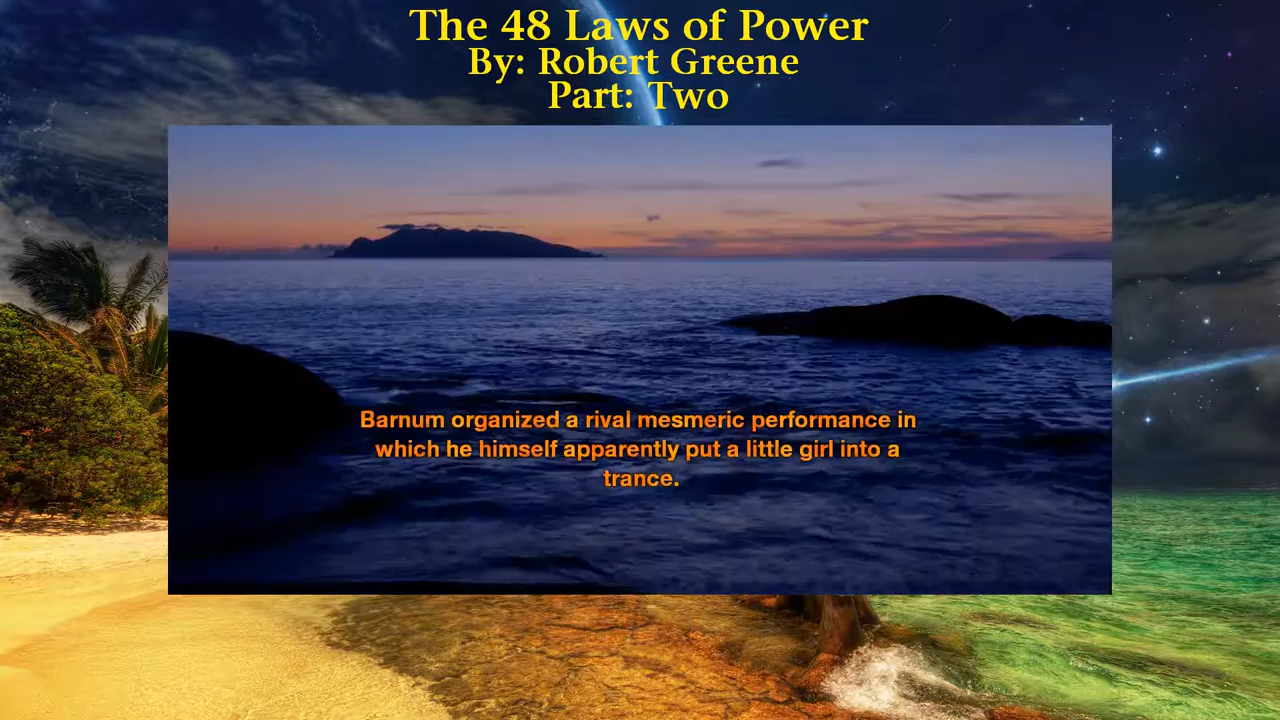 The 48 Laws of Power
By: Robert Greene
Part: Two
Barnum organized a rival mesmeric performance in
which he himself apparently put a little girl into a
trance.